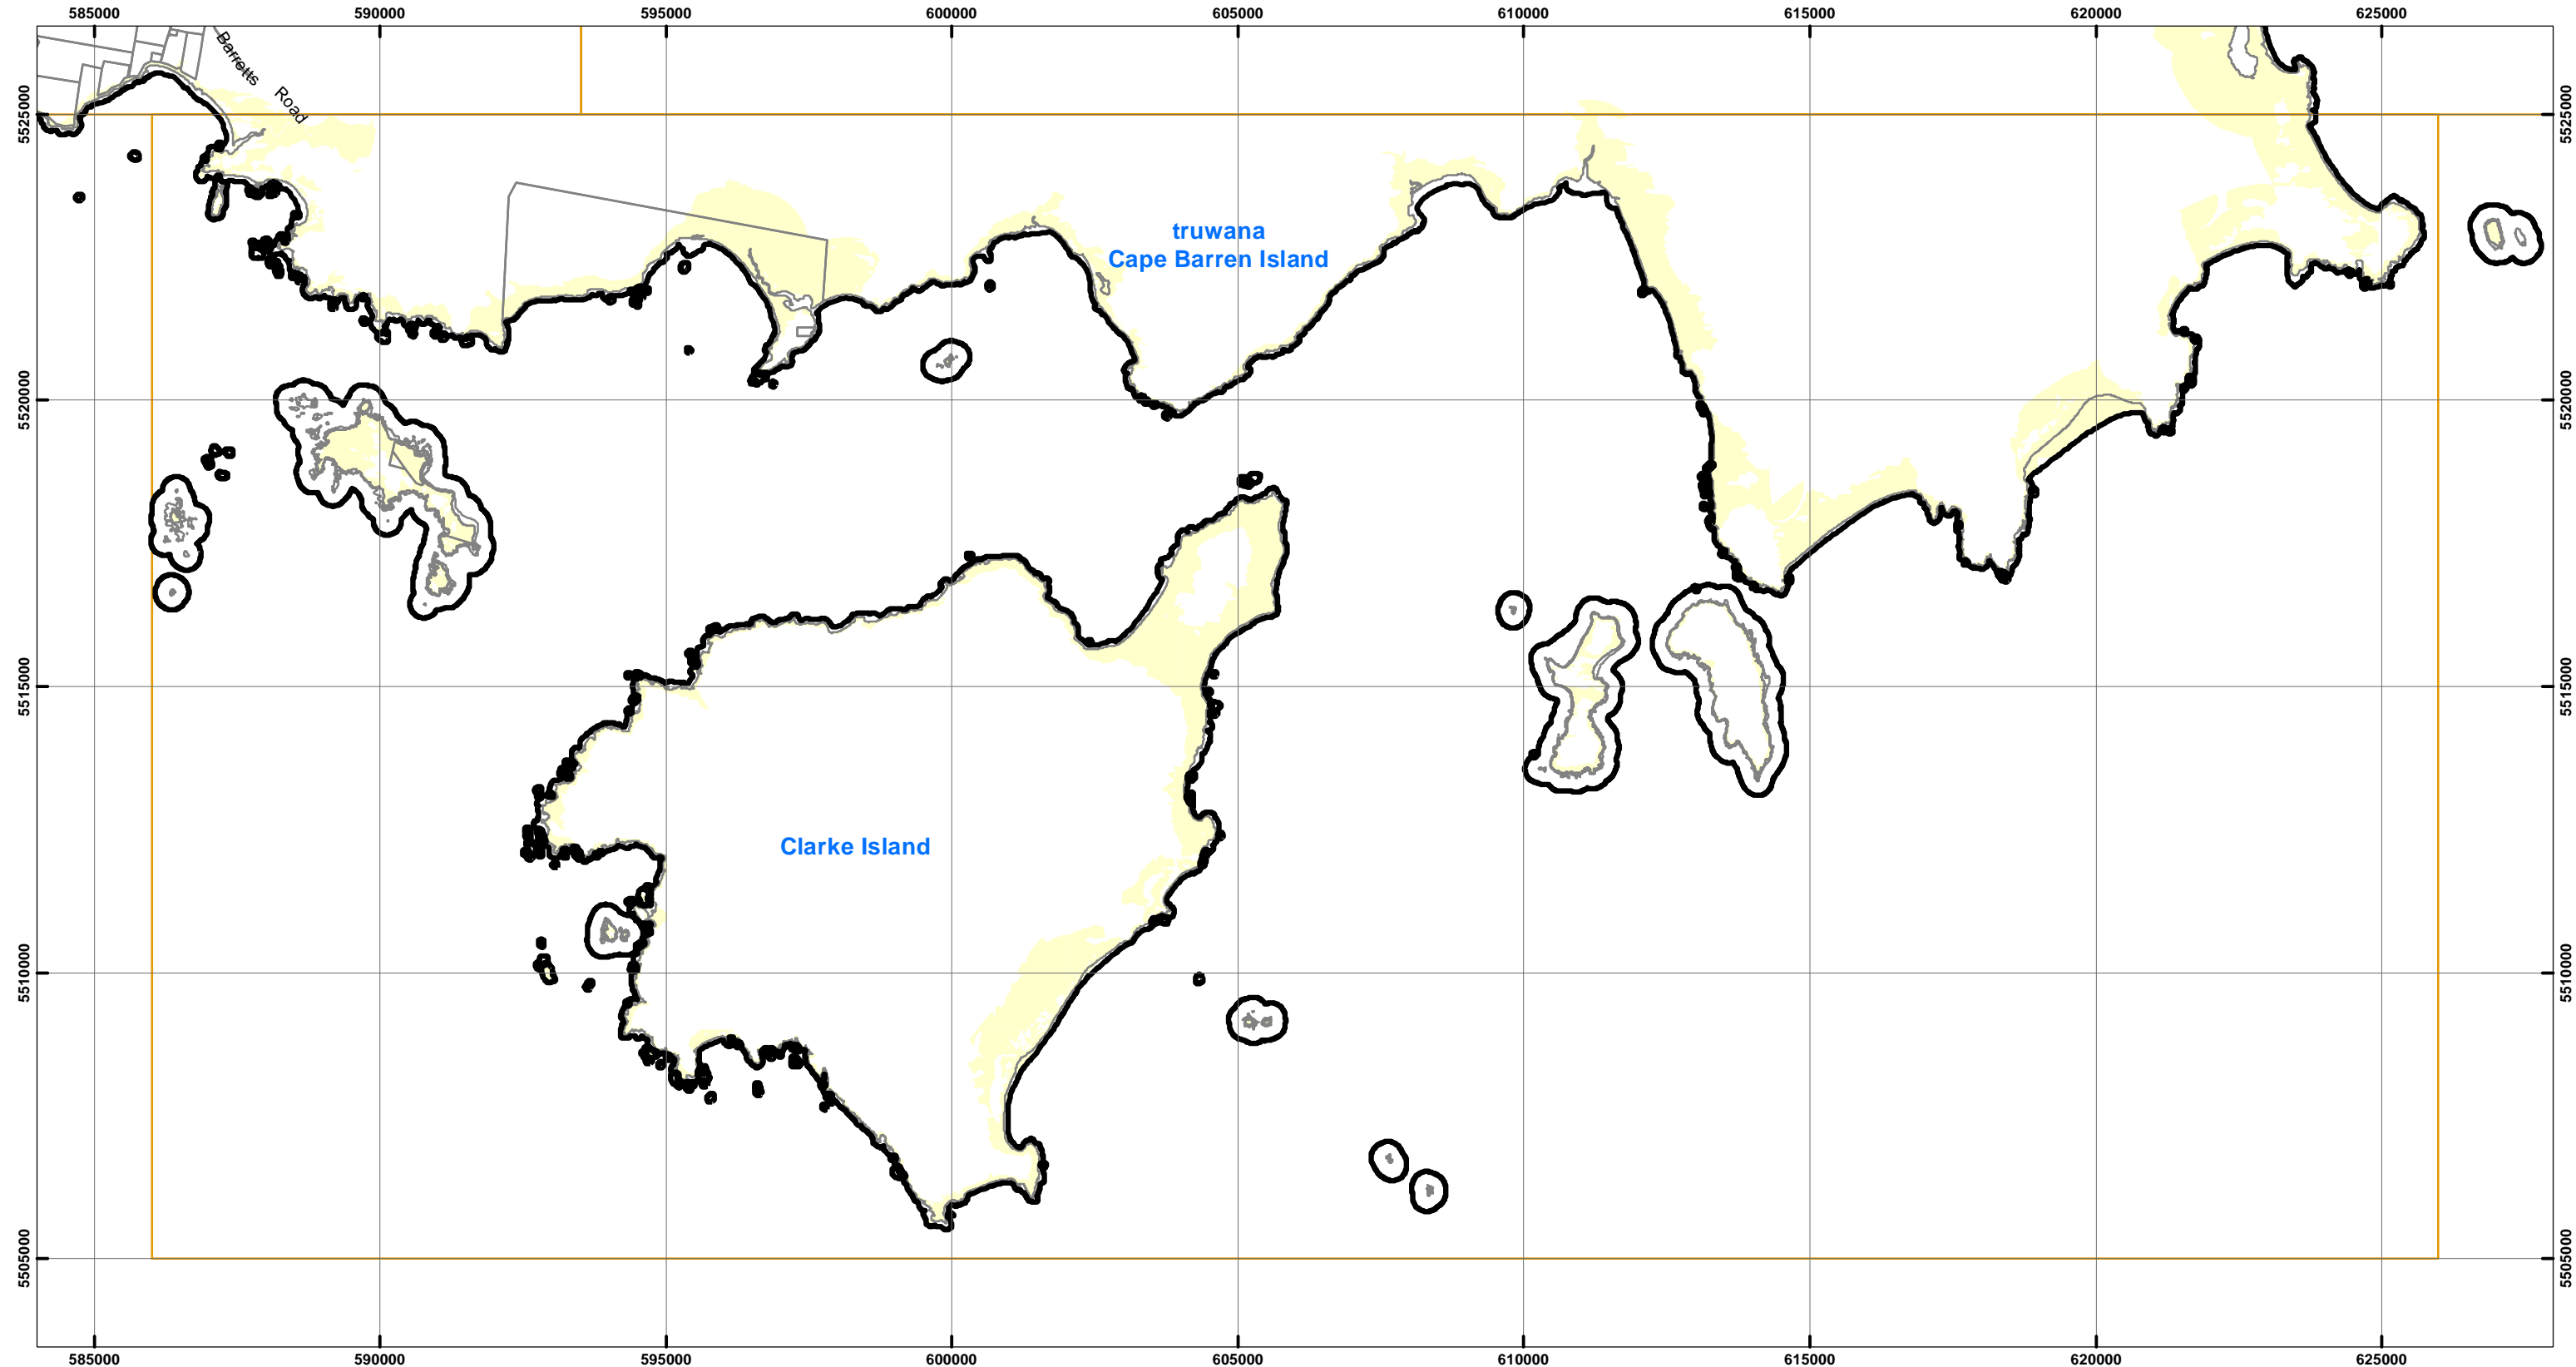 585000 590000 595000 600000 605000 610000 615000 620000 625000
Barretts Road
5525000 5525000
truwana
Cape Barren Island
5520000 5520000
5515000 5515000
Clarke Island
5510000 5510000
5505000 5505000
585000 590000 595000 600000 605000 610000 615000 620000 625000